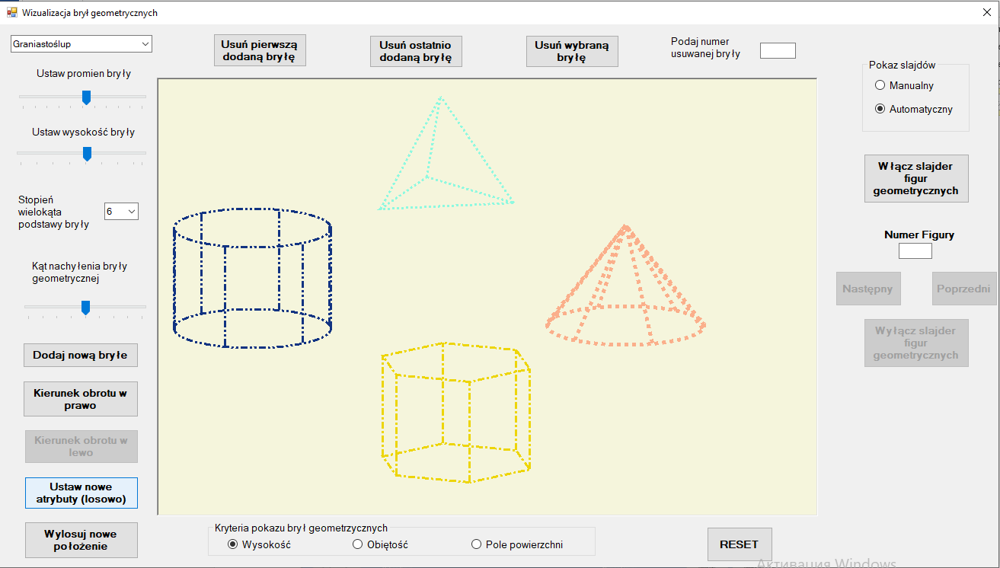 Wizualizacja brył geometrycznych
Graniastośłup
Usuń pierwszą
dodaną bryłę
Usuń ostatnio
dodaną bryłę
Usuń wybraną
bryłę
Podaj numer
usuwanej bryły
Ustaw promien bryły
Ustaw wysokość bryły
Stopień
wielokąta
podstawy bryły
6
Kąt nachylenia bryły
geometrycznej
Dodaj nową bryłe
Kierunek obrotu w
prawo
Kierunek obrotu w
lewo
Ustaw nowe
atrybuty (losowo)
Wylosuj nowe
położenie
Pokaz slajdów
Manualny
Automatyczny
Włącz slajder
figur
geometrycznych
Numer Figury
Następny
Poprzedni
Wyłącz slajder
figur
geometrycznych
Kryteria pokazu brył geometrzycznych
Wysokość
Objętość
Pole powierzchni
RESET
Активация Windows